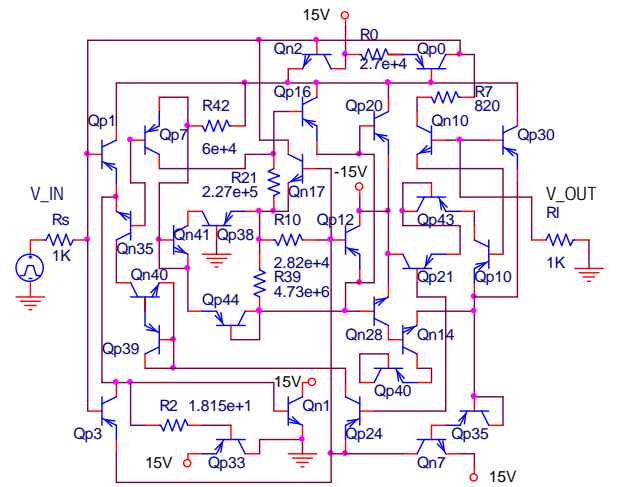 15V
R0
Qn2
2.7e+4
Qp0
Qp16
Qp20
R7
820
Qp1
R42
Qn10
Qp7
Qp30
6e+4
R21
2.27e+5
Qn17
-15V
V_IN
V_OUT
Rs
R10
Qp12
Qp43
Rl
Qn35
Qn41
Qp38
1K
2.82e+4
Qp21
Qp10
1K
Qn40
R39
4.73e+6
Qp44
Qn28
Qn14
Qp39
15V
Qp40
R2
1.815e+1
Qn1
Qp3
Qp24
Qp35
15V
Qp33
Qn7
15V